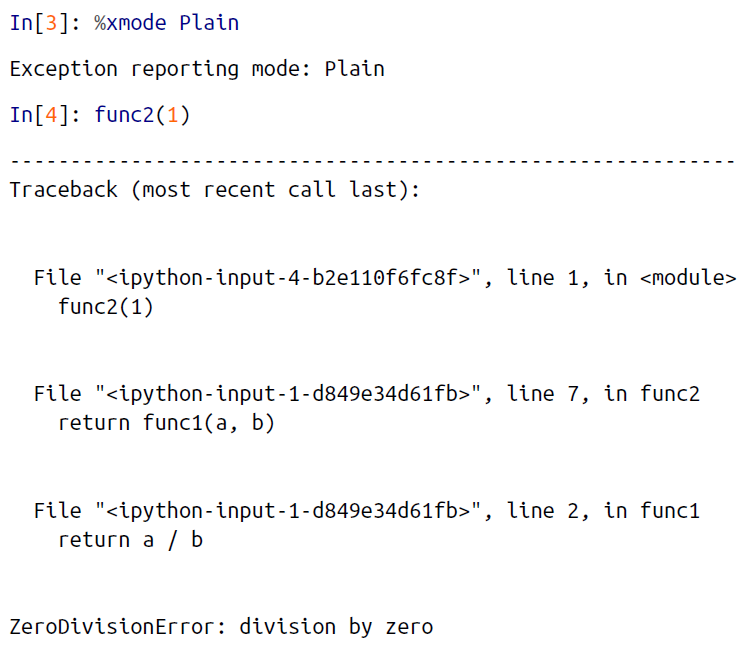 In[3]: %xmode Plain
Exception reporting mode: Plain
In[4]: func2(1)
------------------------------------------------------------
Traceback (most recent call last):
  File "<ipython-input-4-b2e110f6fc8f>", line 1, in <module>
    func2(1)
  File "<ipython-input-1-d849e34d61fb>", line 7, in func2
    return func1(a, b)
  File "<ipython-input-1-d849e34d61fb>", line 2, in func1
    return a / b
ZeroDivisionError: division by zero